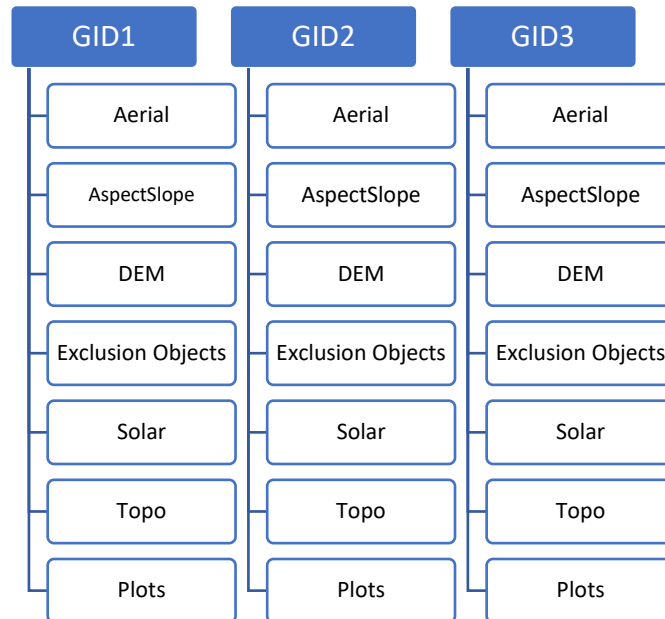 GID1
Aerial
AspectSlope
DEM
Exclusion Objects
Solar
Topo
Plots
GID2
Aerial
AspectSlope
DEM
Exclusion Objects
Solar
Topo
Plots
GID3
Aerial
AspectSlope
DEM
Exclusion Objects
Solar
Topo
Plots